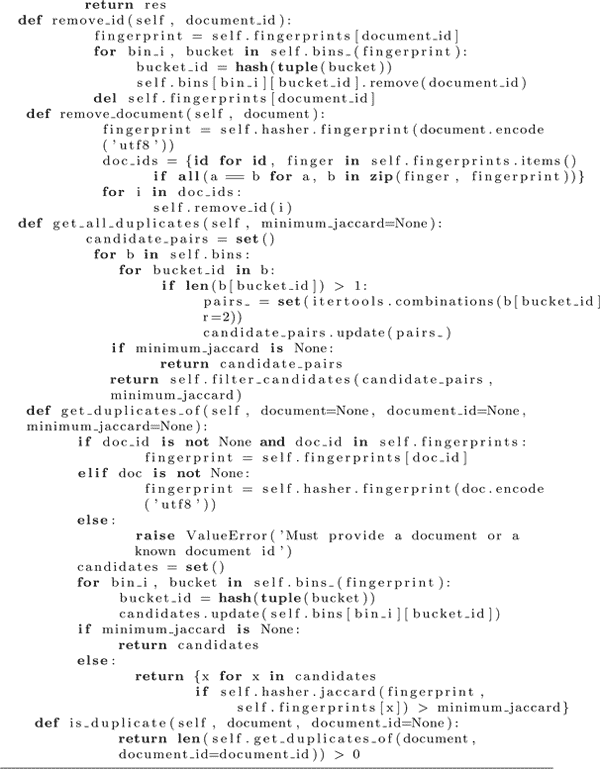 return res
def remove_id(self, document_id):
fingerprint = self.fingerprints[document_id]
for bin_i, bucket in self.bins_(fingerprint):
bucket_id = hash(tuple(bucket))
self.bins[bin_i][bucket_id].remove(document_id)
del self.fingerprints[document_id]
def remove_document(self, document):
fingerprint = self.hasher.fingerprint(document.encode
('utf8'))
doc_ids = {id for id, finger in self.fingerprints.items()
if all(a == b for a, b in zip(finger, fingerprint))}
for i in doc_ids:
self.remove_id(i)
def get_all_duplicates(self, minimum_jaccard=None):
candidate_pairs = set()
for b in self.bins:
for bucket_id in b:
if len(b[bucket_id]) > 1:
pairs_ = set(itertools.combinations(b[bucket_id]
r=2))
candidate_pairs.update(pairs_)
if minimum_jaccard is None:
return candidate_pairs
return self.filter_candidates(candidate_pairs,
minimum_jaccard)
def get_duplicates_of(self, document=None, document_id=None,
minimum_jaccard=None):
if doc_id is not None and doc_id in self.fingerprints:
fingerprint = self.fingerprints[doc_id]
elif doc is not None:
fingerprint = self.hasher.fingerprint(doc.encode
('utf8'))
else:
raise ValueError('Must provide a document or a
known document id')
candidates = set()
for bin_i, bucket in self.bins_(fingerprint):
bucket_id = hash(tuple(bucket))
candidates.update(self.bins[bin_i][bucket_id])
if minimum_jaccard is None:
return candidates
else:
return {x for x in candidates
if self.hasher.jaccard(fingerprint,
self.fingerprints[x]) > minimum_jaccard}
def is_duplicate(self, document, document_id=None):
return len(self.get_duplicates_of(document,
document_id=document_id)) > 0